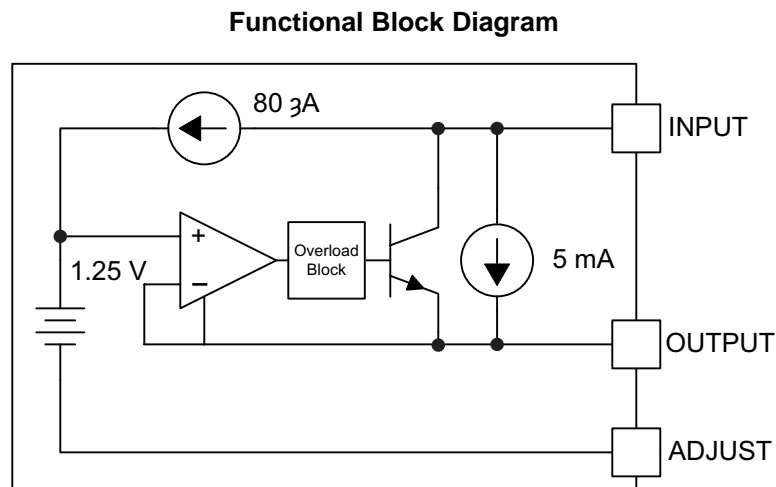 Functional Block Diagram
80 ȝA
INPUT
+
Overload
Block
1.25 V
−
5 mA
OUTPUT
ADJUST